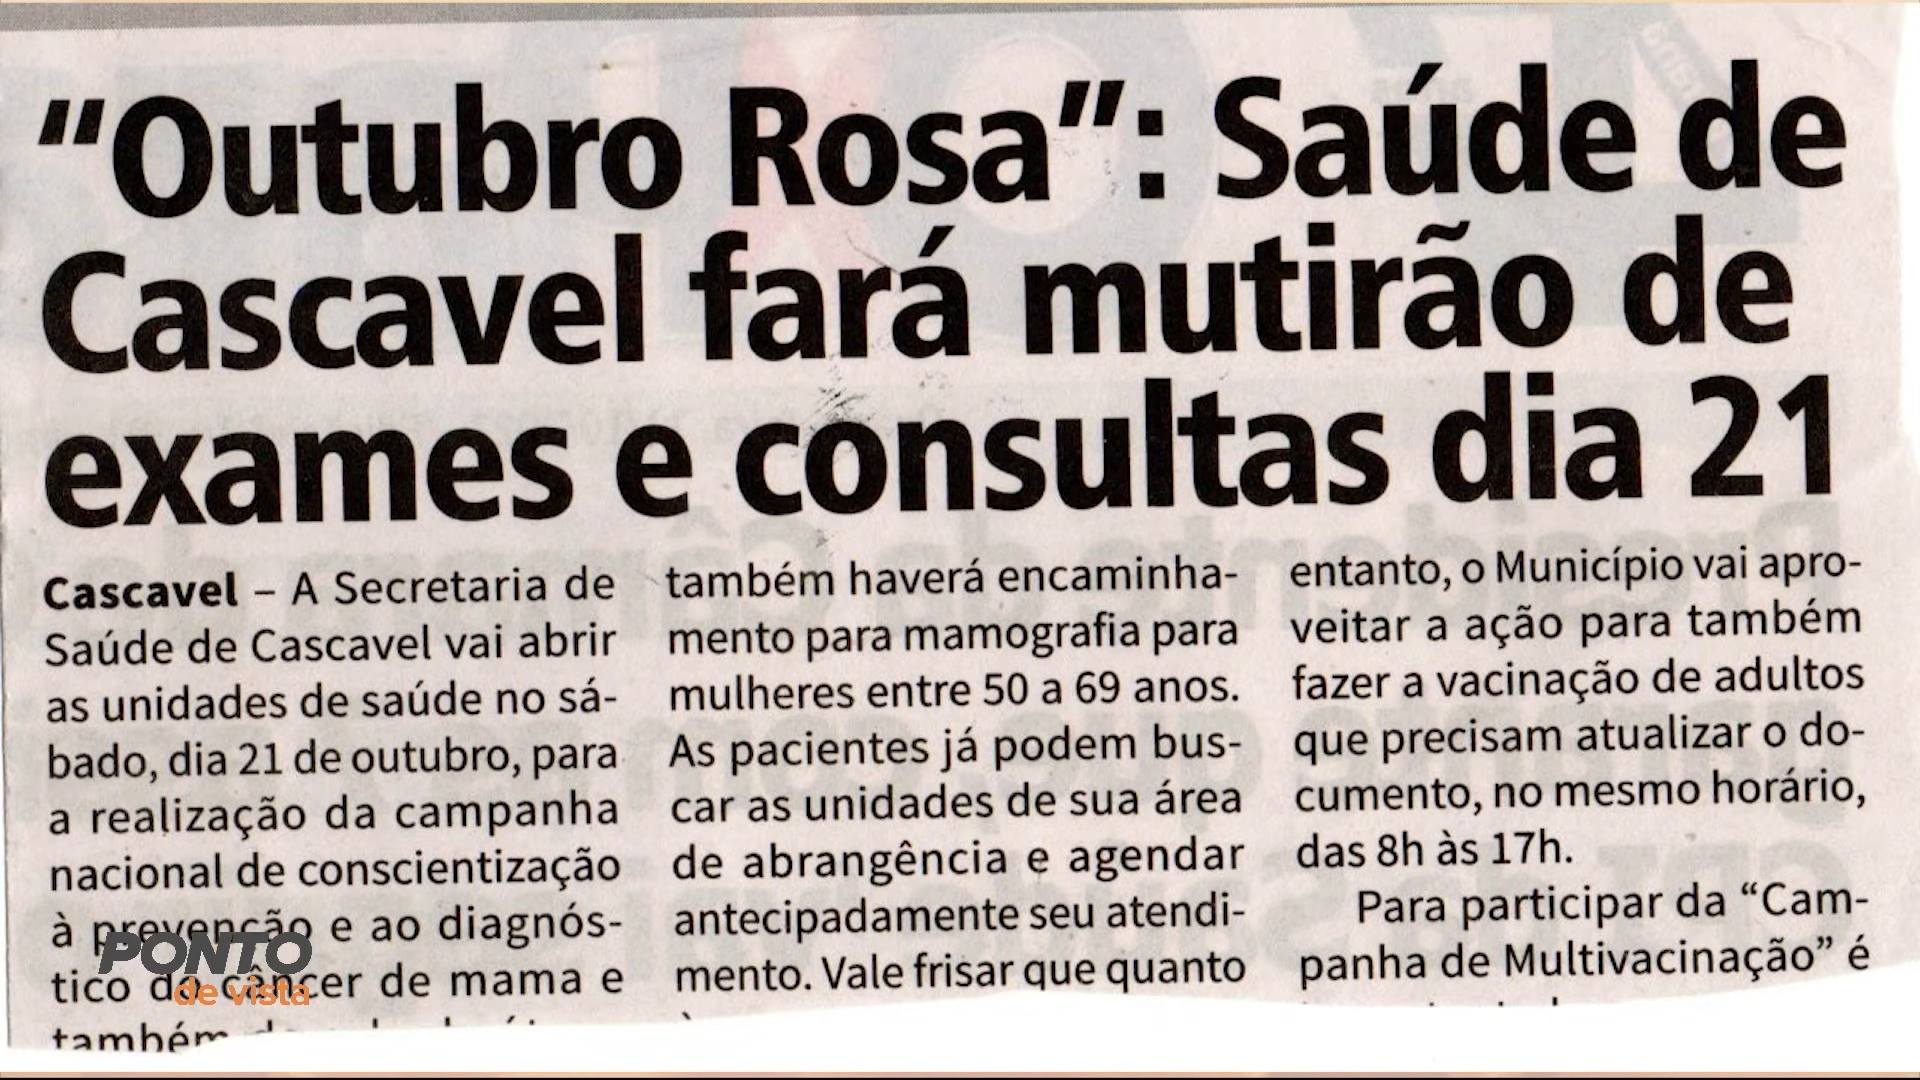 “Outubro Rosa”: Saúde de
Cascavel fará mutirão de
exames e consultas dia 21
Cascavel – A Secretaria de
Saúde de Cascavel vai abrir
as unidades de saúde no sá-
bado, dia 21 de outubro, para
a realização da campanha
nacional de conscientização
à prevenção e ao diagnós-
tico do câncer de mama e
também
também haverá encaminha-
mento para mamografia para
mulheres entre 50 a 69 anos.
As pacientes já podem bus-
car as unidades de sua área
de abrangência e agendar
antecipadamente seu atendi-
mento. Vale frisar que quanto
entanto, o Município vai apro-
veitar a ação para também
fazer a vacinação de adultos
que precisam atualizar o do-
cumento, no mesmo horário,
das 8h às 17h.
Para participar da “Cam-
panha de Multivacinação” é
PONTO
de vista